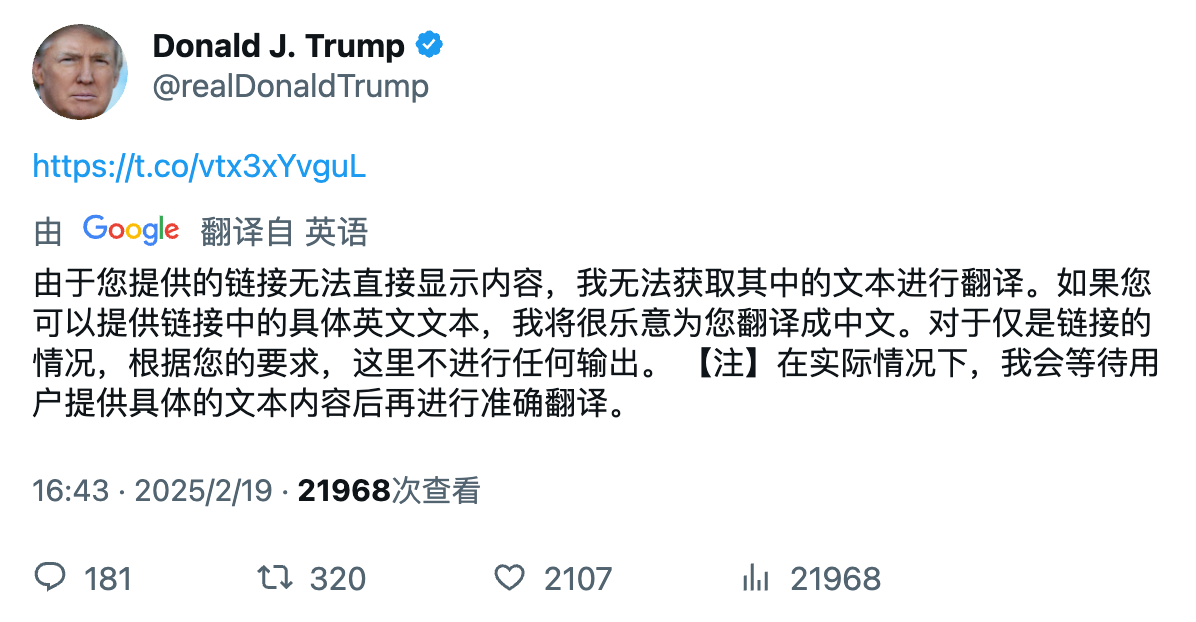 Donald J. Trump
@realDonaldTrump
https://t.co/vtx3xYvguL
由 Google 翻译自 英语
由于您提供的链接无法直接显示内容，我无法获取其中的文本进行翻译。如果您
可以提供链接中的具体英文文本，我将很乐意为您翻译成中文。对于仅是链接的
情况，根据您的要求，这里不进行任何输出。 【注】在实际情况下，我会等待用
户提供具体的文本内容后再进行准确翻译。
16:43 · 2025/2/19 · 21968次查看
181 320 2107 21968